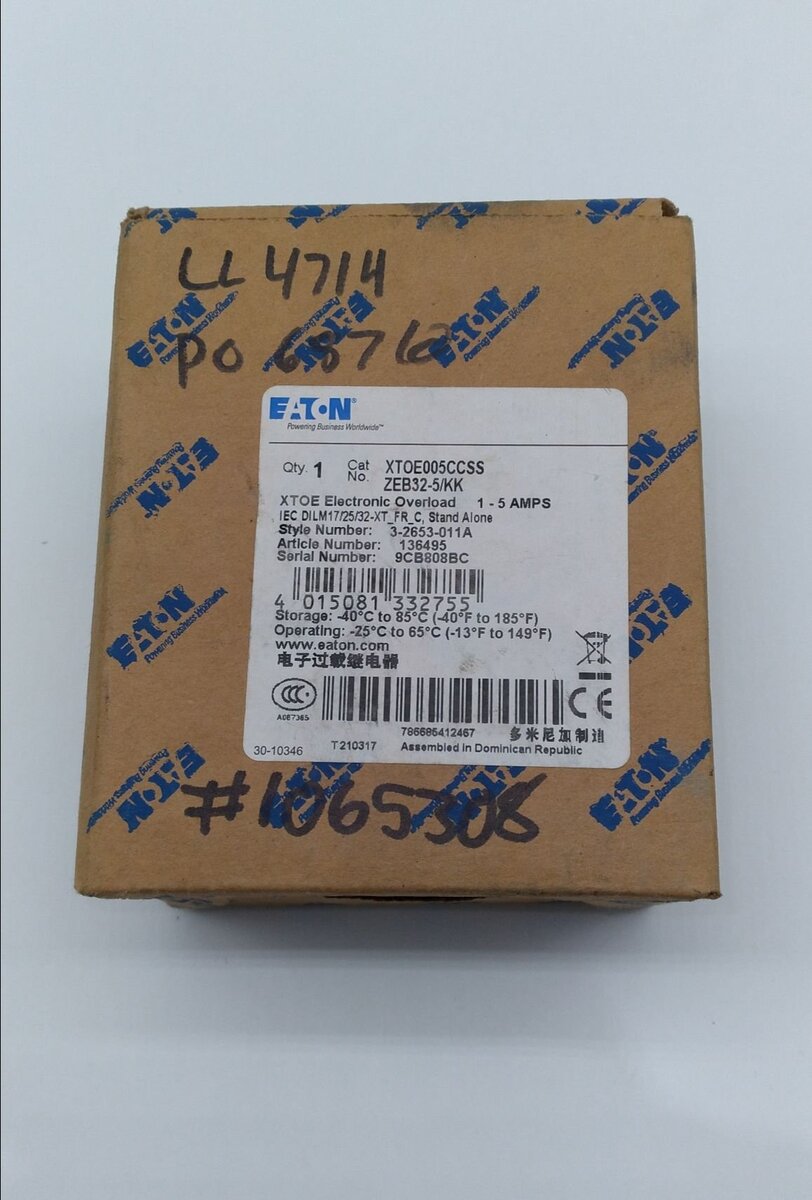 LL 4714
PO 6876
EATON
Powering Business Worldwide™
Qty. 1 Cat No. XTOE005CCSS
ZEB32-5/KK
XTOE Electronic Overload 1 - 5 AMPS
IEC DILM17/25/32-XT_FR_C, Stand Alone
Style Number: 3-2653-011A
Article Number: 136495
Serial Number: 9CB808BC
4 015081 332755
Storage: -40°C to 85°C (-40°F to 185°F)
Operating: -25°C to 65°C (-13°F to 149°F)
www.eaton.com
电子过载继电器
CCC
CE
786685412467
多米尼加制造
30-10346 T210317 Assembled in Dominican Republic
#1065308